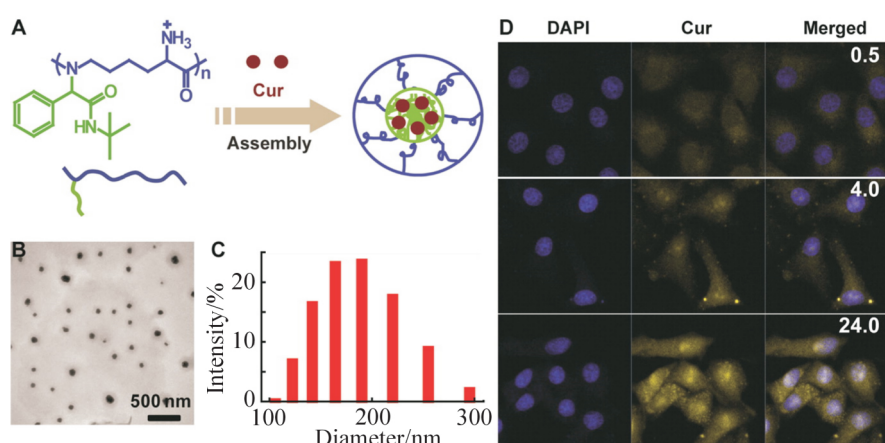 A
NH3
+
N
n
O
O
HN
Cur
Assembly
B
500 nm
C
Intensity/%
20
10
0
100
200
300
Diameter/nm
D
DAPI
Cur
Merged
0.5
4.0
24.0